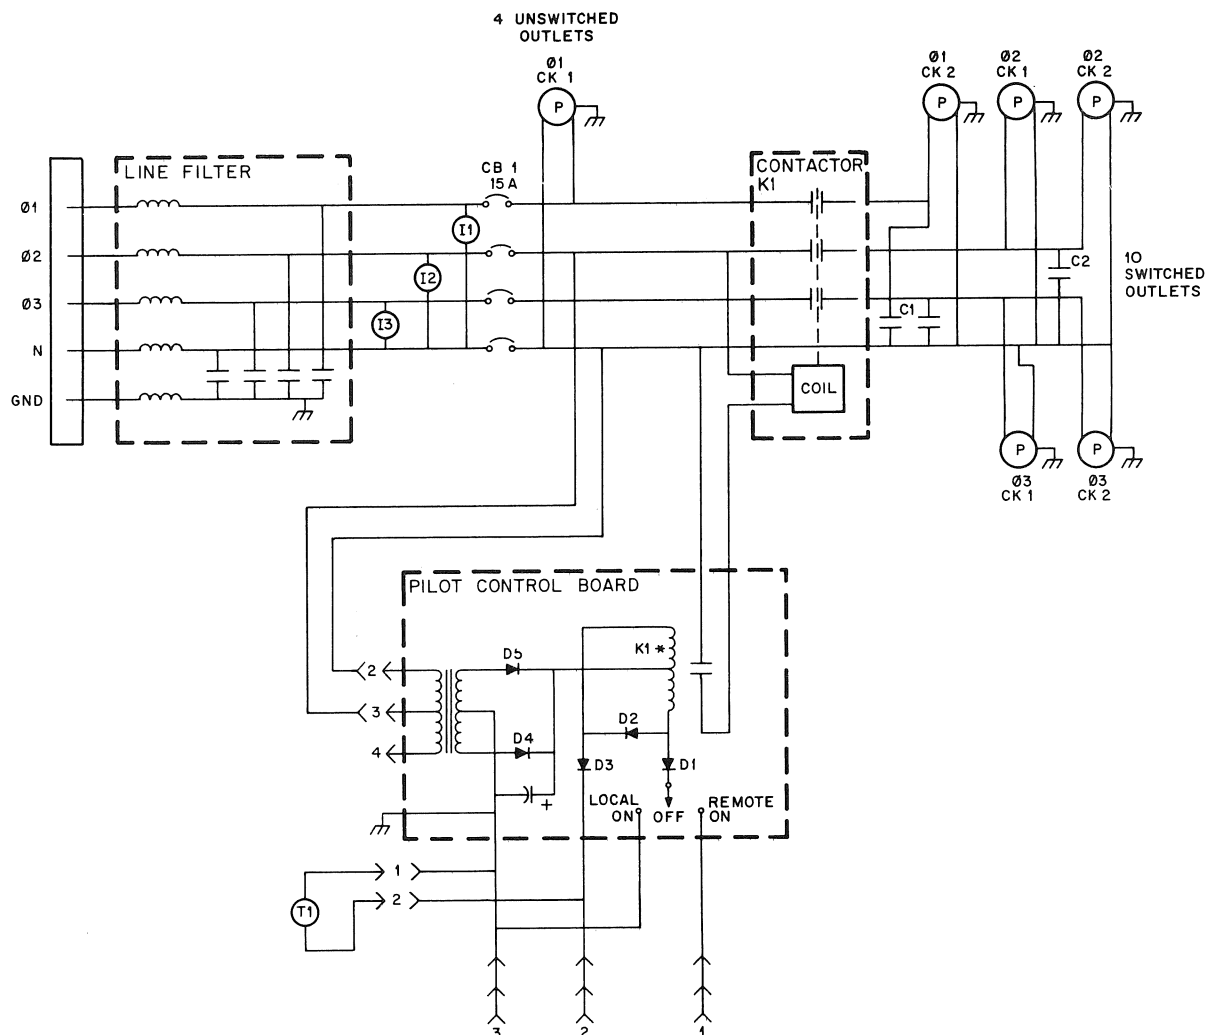 4 UNSWITCHED
OUTLETS
Ø1
CK 1
P
Ø1
CK 2
P
Ø2
CK 1
P
Ø2
CK 2
P
LINE FILTER
CB 1
15 A
CONTACTOR
K1
Ø1
Ø2
Ø3
N
GND
I1
I2
I3
C1
C2
10
SWITCHED
OUTLETS
COIL
P
Ø3
CK 1
P
Ø3
CK 2
PILOT CONTROL BOARD
2
3
4
D5
D4
+
K1 *
D2
D3
D1
LOCAL
ON
OFF
REMOTE
ON
T1
1
2
3
2
1